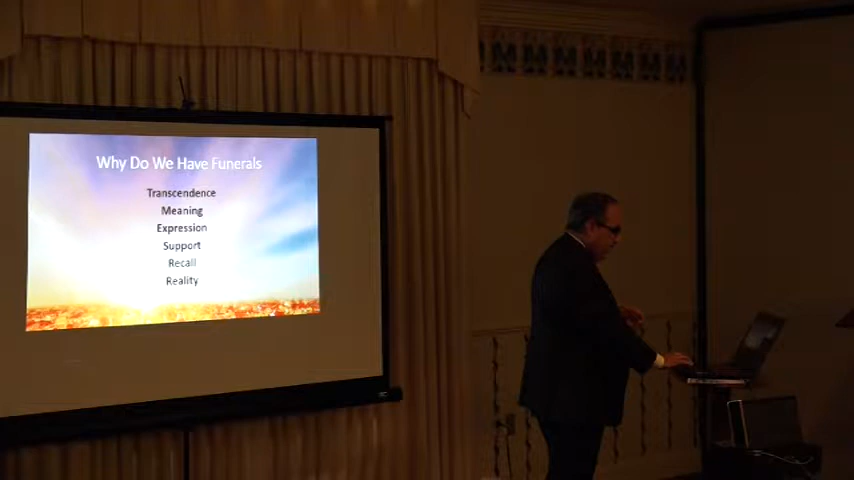 Why Do We Have Funerals
Transcendence
Meaning
Expression
Support
Recall
Reality